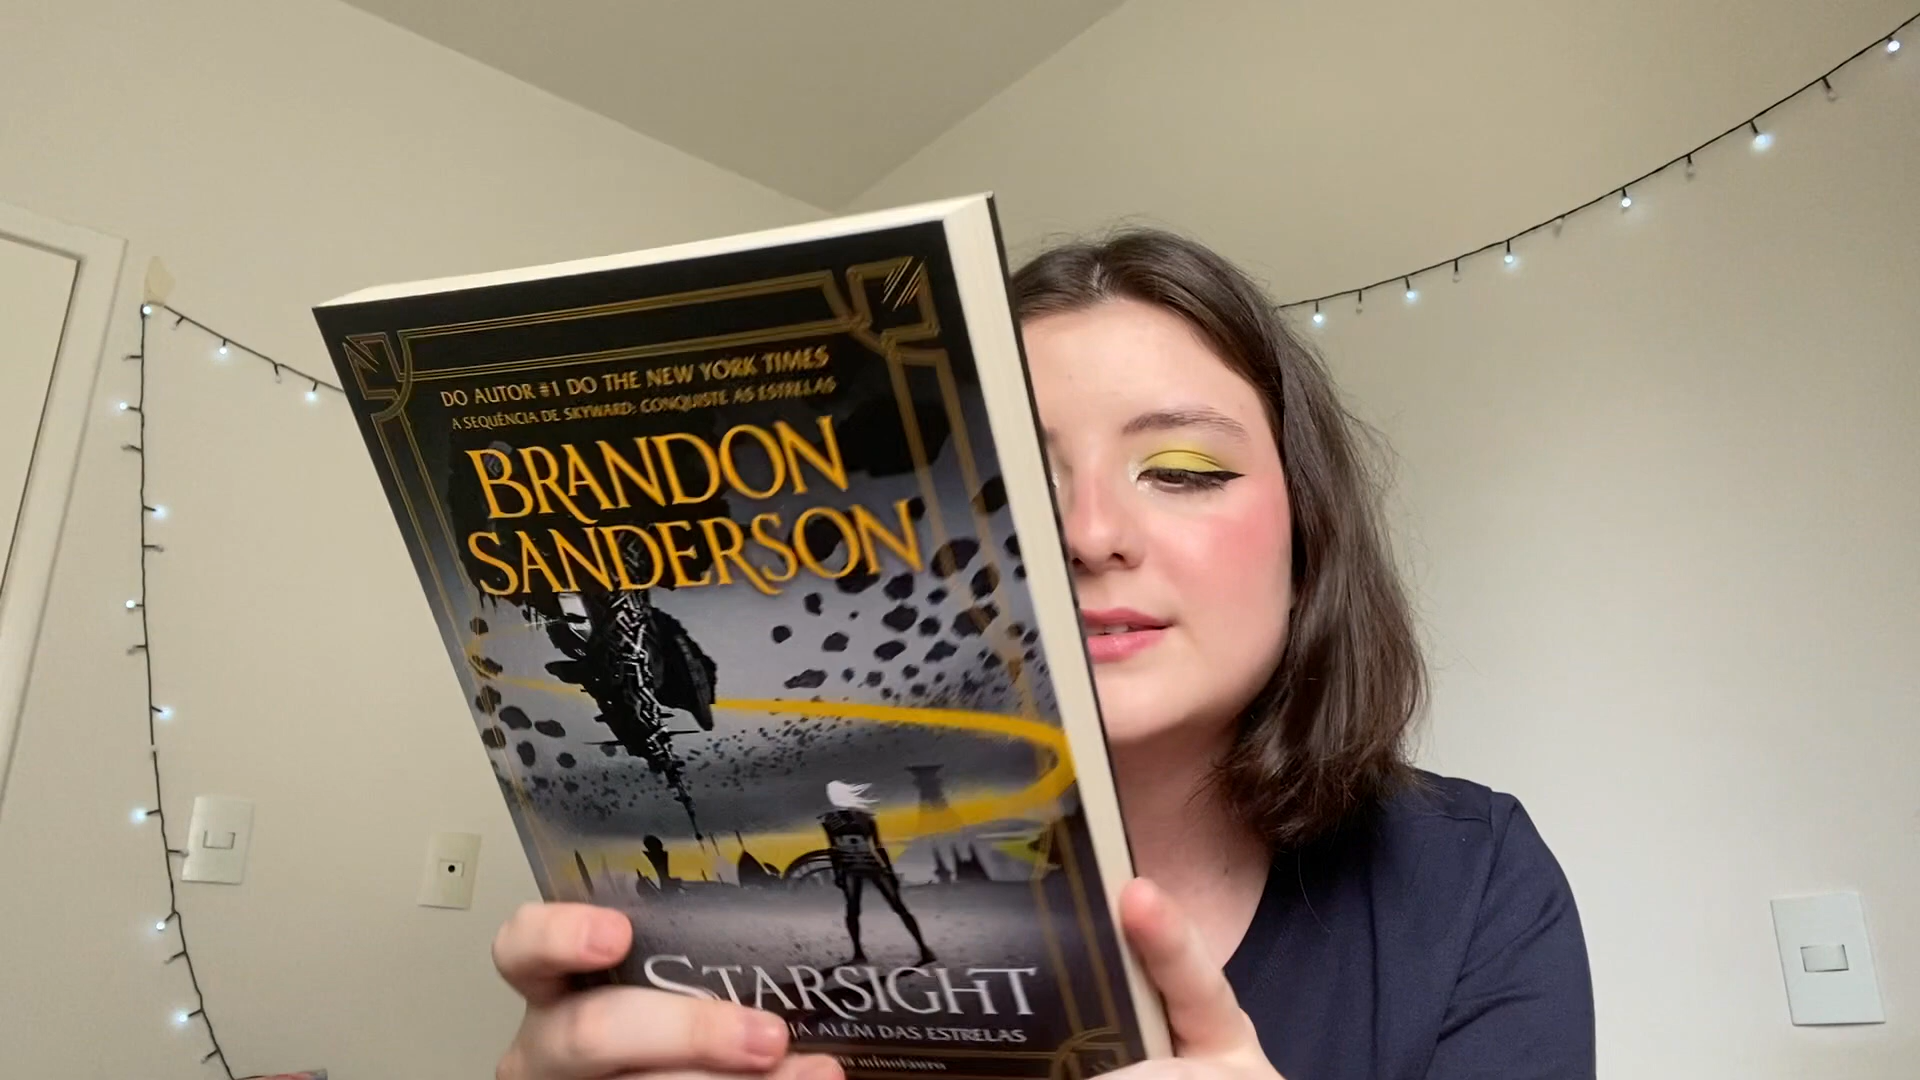 DO AUTOR #1 DO THE NEW YORK TIMES
A SEQUÊNCIA DE SKYWARD: CONQUISTE AS ESTRELAS
BRANDON
SANDERSON
STARSIGHT
ALÉM DAS ESTRELAS
minotauro